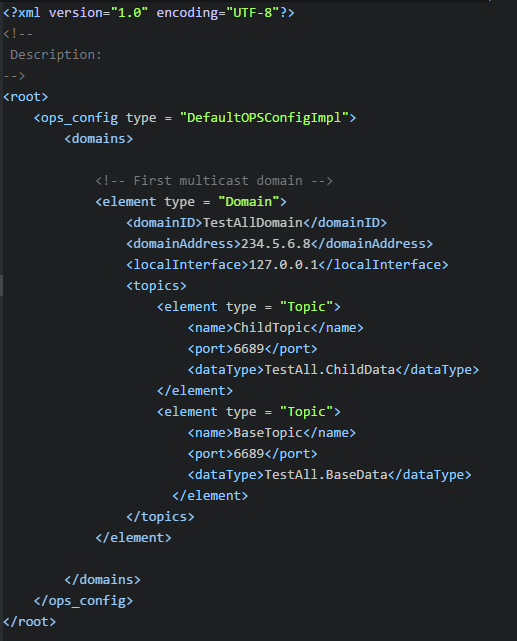 <?xml version="1.0" encoding="UTF-8"?>
<!--
 Description:
-->
<root>
    <ops_config type = "DefaultOPSConfigImpl">
        <domains>

            <!-- First multicast domain -->
            <element type = "Domain">
                <domainID>TestAllDomain</domainID>
                <domainAddress>234.5.6.8</domainAddress>
                <localInterface>127.0.0.1</localInterface>
                <topics>
                    <element type = "Topic">
                        <name>ChildTopic</name>
                        <port>6689</port>
                        <dataType>TestAll.ChildData</dataType>
                    </element>
                    <element type = "Topic">
                        <name>BaseTopic</name>
                        <port>6689</port>
                        <dataType>TestAll.BaseData</dataType>
                      </element>
                </topics>
            </element>

        </domains>
    </ops_config>
</root>